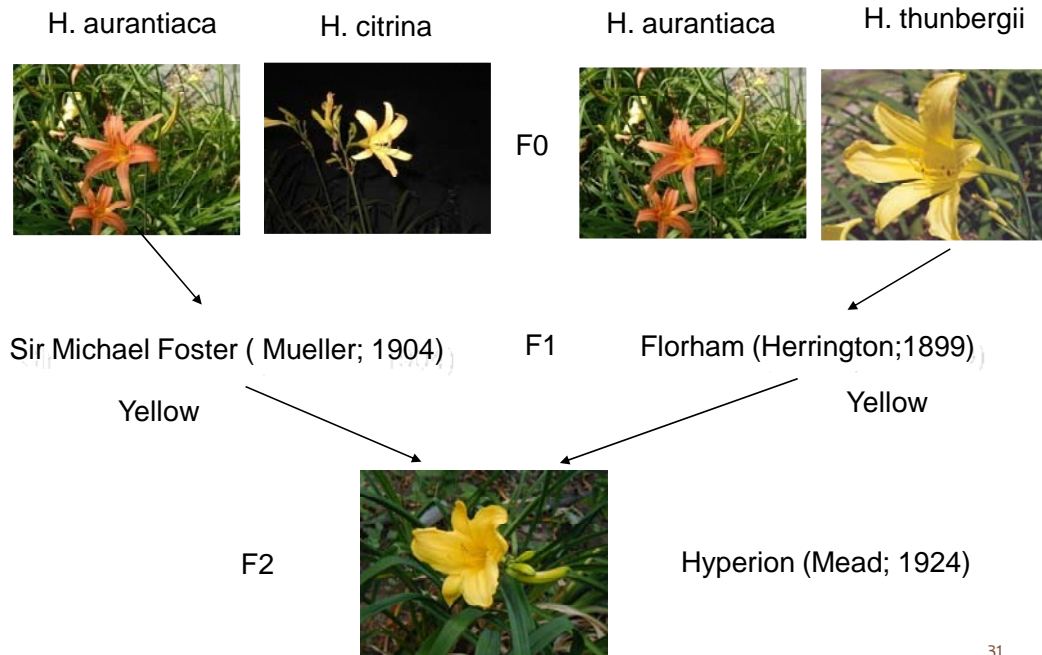 H. aurantiaca
H. citrina
H. aurantiaca
H. thunbergii
F0
Sir Michael Foster ( Mueller; 1904)
F1
Florham (Herrington;1899)
Yellow
Yellow
F2
Hyperion (Mead; 1924)
31